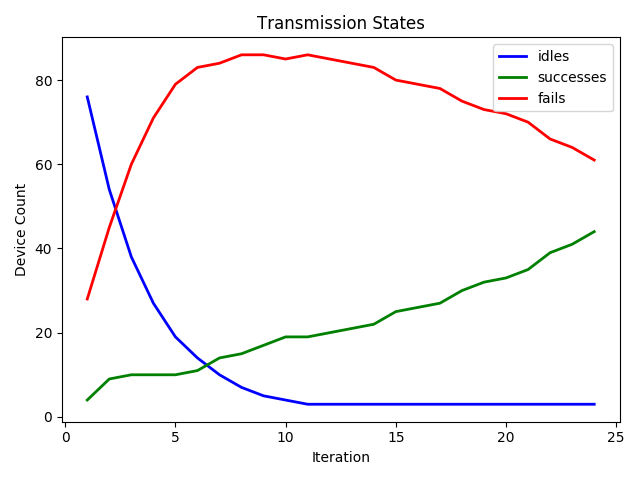 Transmission States
idles
successes
fails
Device Count
80
60
40
20
0
0 5 10 15 20 25
Iteration